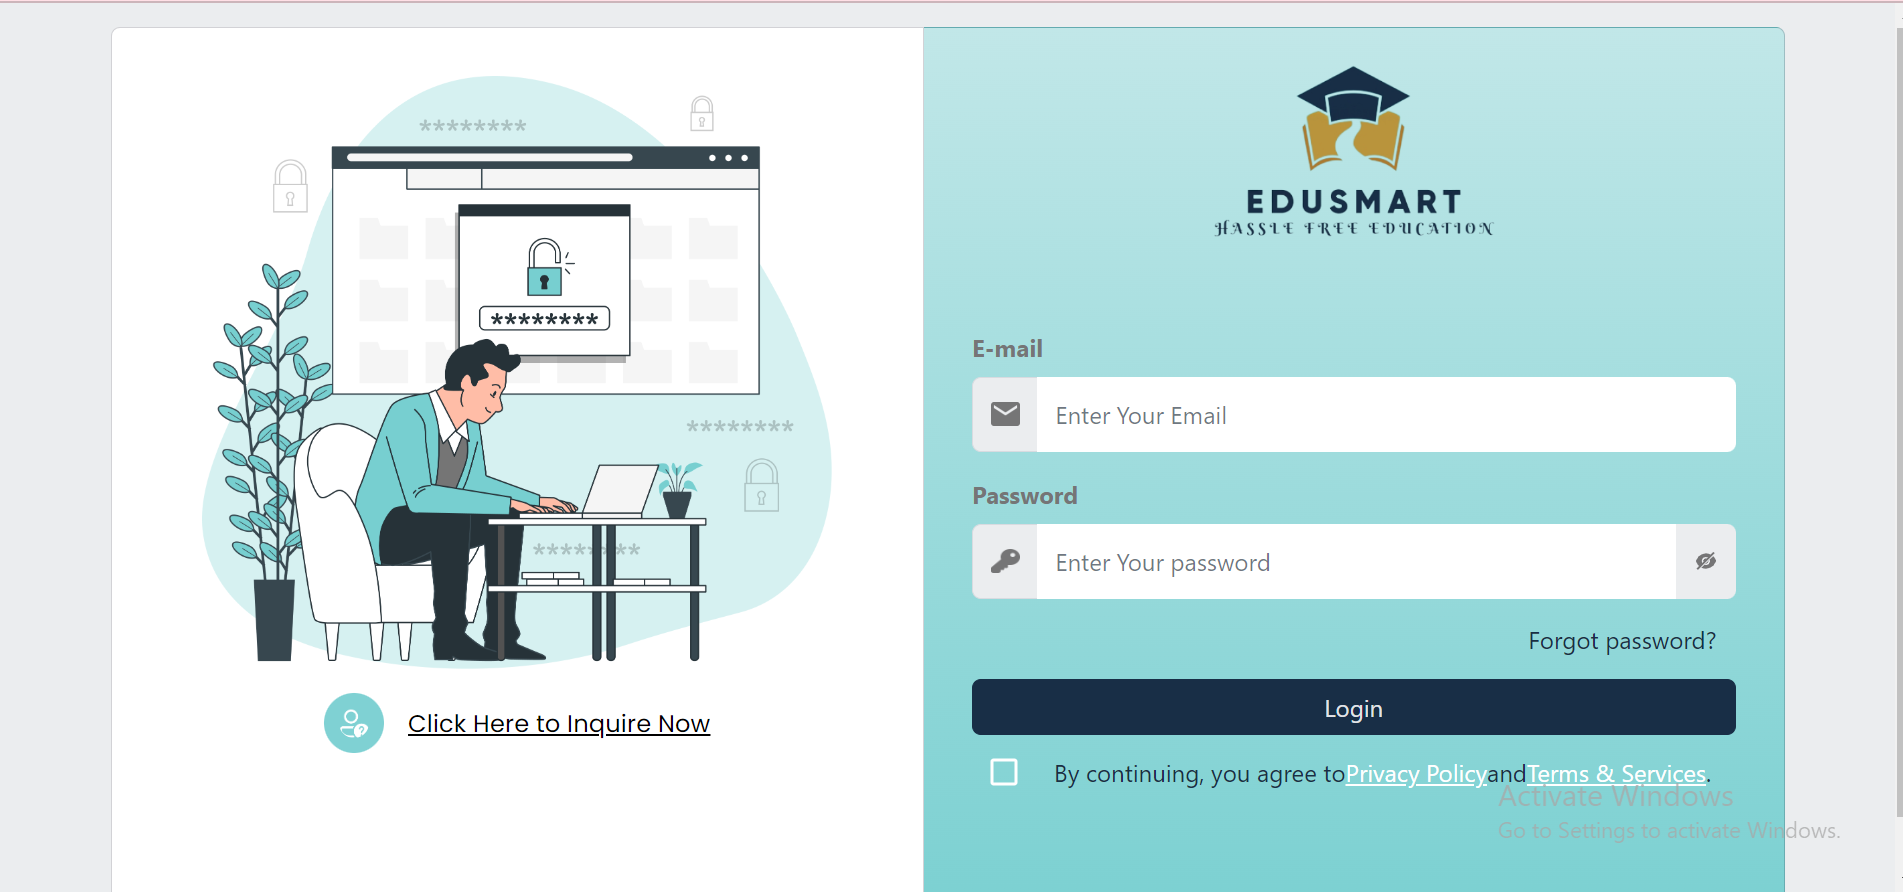 ********
********
********
********
Click Here to Inquire Now
EDUSMART
HASSLE FREE EDUCATION
E-mail
Enter Your Email
Password
Enter Your password
Forgot password?
Login
By continuing, you agree toPrivacy PolicyandTerms & Services.
Activate Windows
Go to Settings to activate Windows.